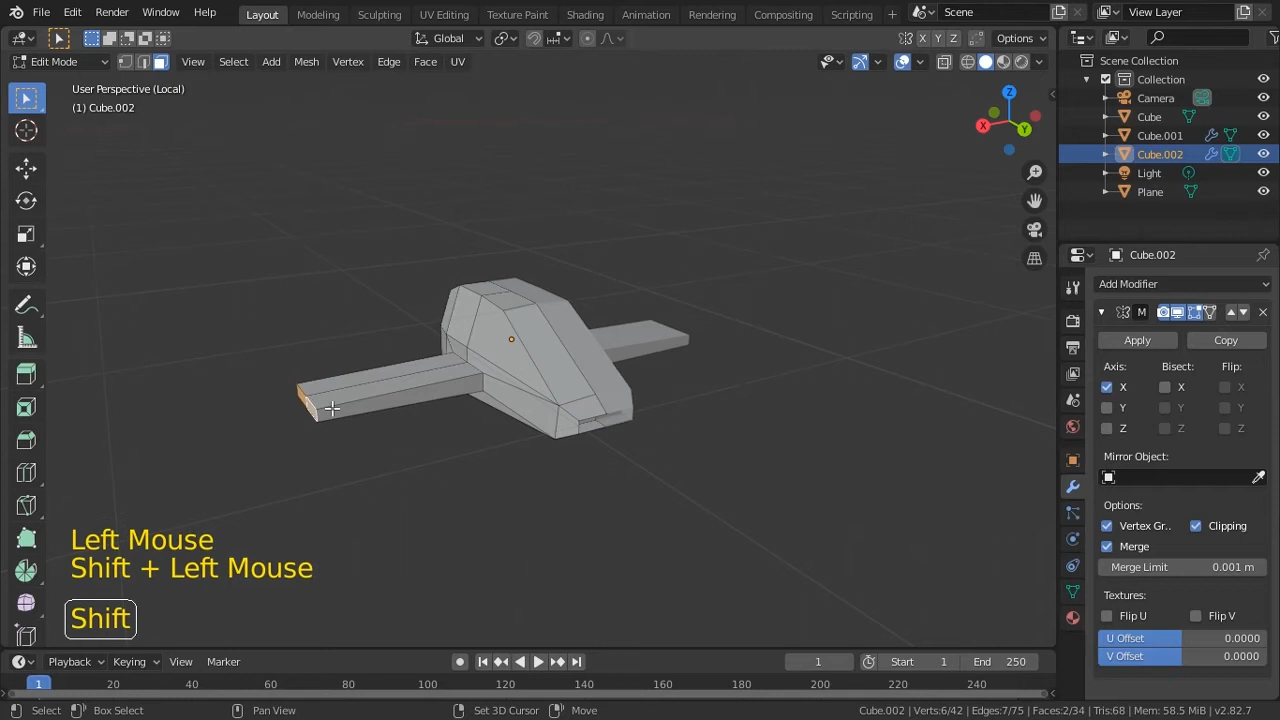 File Edit Render Window Help Layout Modeling Sculpting UV Editing Texture Paint Shading Animation Rendering Compositing Scripting + Scene View Layer
Global Options
X Y Z
Edit Mode View Select Add Mesh Vertex Edge Face UV
User Perspective (Local)
(1) Cube.002
Z
X
Y
Scene Collection
Collection
Camera
Cube
Cube.001
Cube.002
Light
Plane
Cube.002
Add Modifier
M
Apply Copy
Axis: Bisect: Flip:
X X X
Y Y Y
Z Z Z
Mirror Object:
Options:
Vertex Gr.. Clipping
Merge
Merge Limit 0.001 m
Textures:
Flip U Flip V
U Offset 0.0000
V Offset 0.0000
Left Mouse
Shift + Left Mouse
Shift
Playback Keying View Marker 1 Start 1 End 250
1 20 40 60 80 100 120 140 160 180 200 220 240
Select Box Select Pan View Set 3D Cursor Move Cube.002 | Verts:6/42 | Edges:7/75 | Faces:2/34 | Tris:68 | Mem: 58.5 MiB | v2.82.7